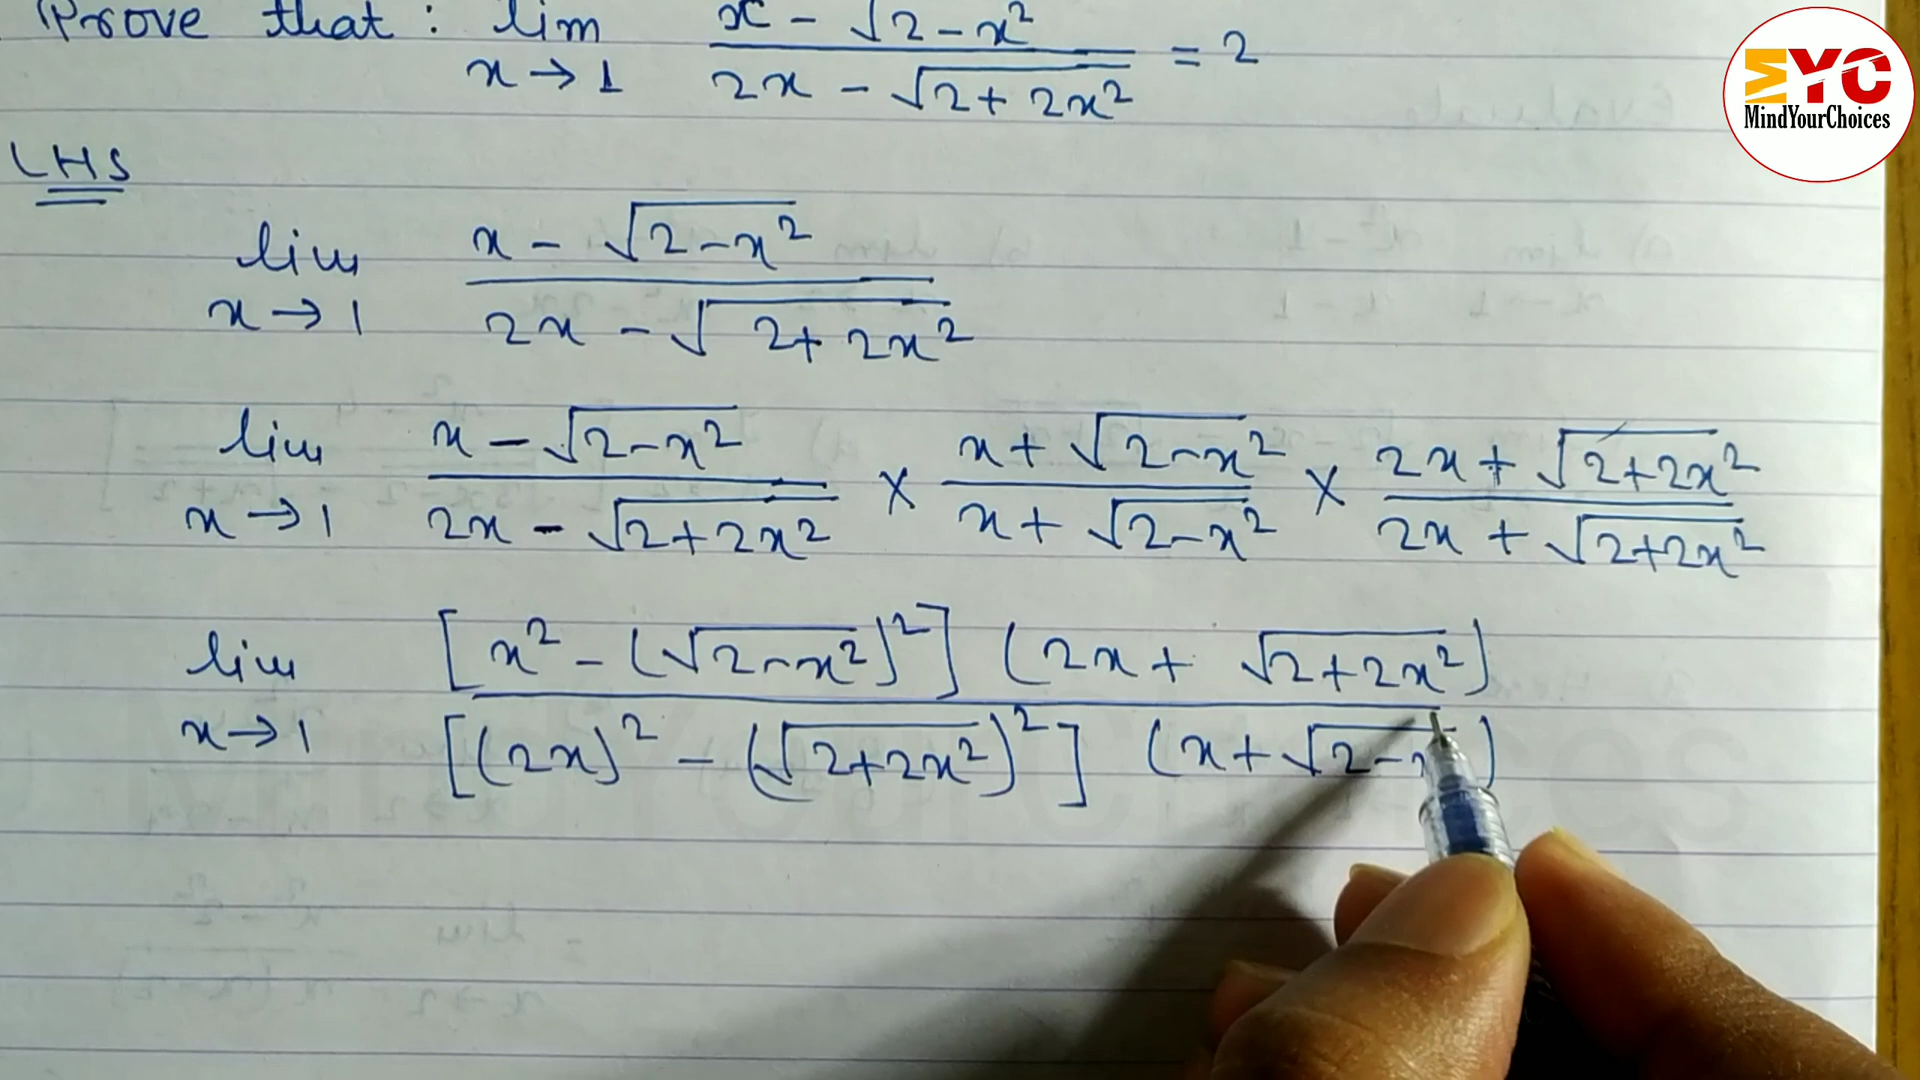 Prove that : lim x→1 (x - √(2 - x²)) / (2x - √(2 + 2x²)) = 2
MYC
MindYourChoices
LHS
lim x→1 (x - √(2 - x²)) / (2x - √(2 + 2x²))
lim x→1 (x - √(2 - x²)) / (2x - √(2 + 2x²)) × (x + √(2 - x²)) / (x + √(2 - x²)) × (2x + √(2 + 2x²)) / (2x + √(2 + 2x²))
lim x→1 [x² - (√(2 - x²))²] (2x + √(2 + 2x²)) / [(2x)² - (√(2 + 2x²))²] (x + √(2 - x))